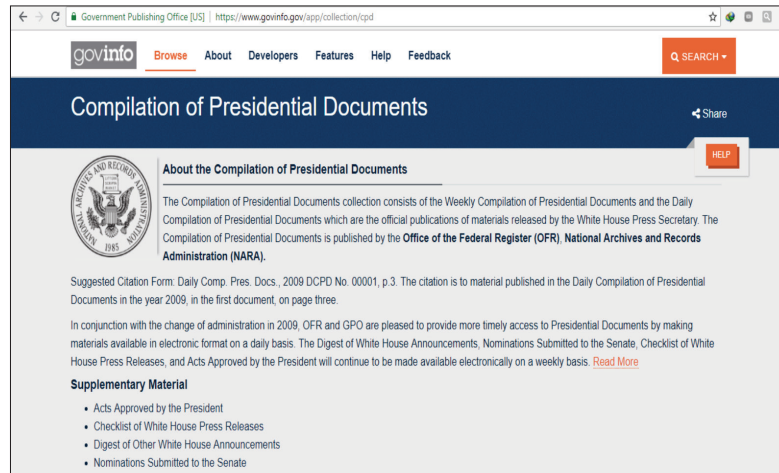 Government Publishing Office [US] | https://www.govinfo.gov/app/collection/cpd
govinfo Browse About Developers Features Help Feedback SEARCH
Compilation of Presidential Documents
Share
HELP
NATIONAL ARCHIVES AND RECORDS ADMINISTRATION
1985
About the Compilation of Presidential Documents
The Compilation of Presidential Documents collection consists of the Weekly Compilation of Presidential Documents and the Daily
Compilation of Presidential Documents which are the official publications of materials released by the White House Press Secretary. The
Compilation of Presidential Documents is published by the Office of the Federal Register (OFR), National Archives and Records
Administration (NARA).
Suggested Citation Form: Daily Comp. Pres. Docs., 2009 DCPD No. 00001, p.3. The citation is to material published in the Daily Compilation of Presidential
Documents in the year 2009, in the first document, on page three.
In conjunction with the change of administration in 2009, OFR and GPO are pleased to provide more timely access to Presidential Documents by making
materials available in electronic format on a daily basis. The Digest of White House Announcements, Nominations Submitted to the Senate, Checklist of White
House Press Releases, and Acts Approved by the President will continue to be made available electronically on a weekly basis. Read More
Supplementary Material
• Acts Approved by the President
• Checklist of White House Press Releases
• Digest of Other White House Announcements
• Nominations Submitted to the Senate